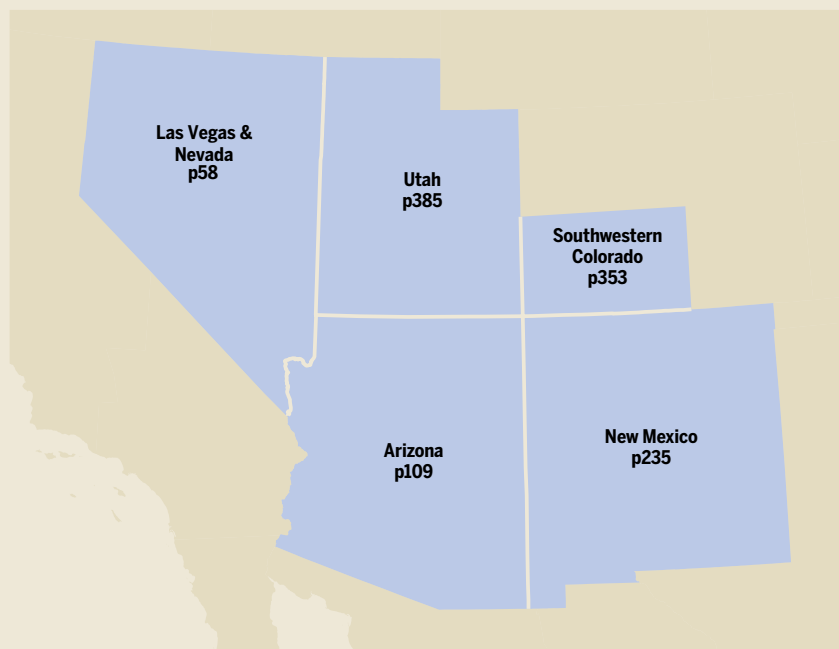 Las Vegas &
Nevada
p58
Utah
p385
Southwestern
Colorado
p353
Arizona
p109
New Mexico
p235